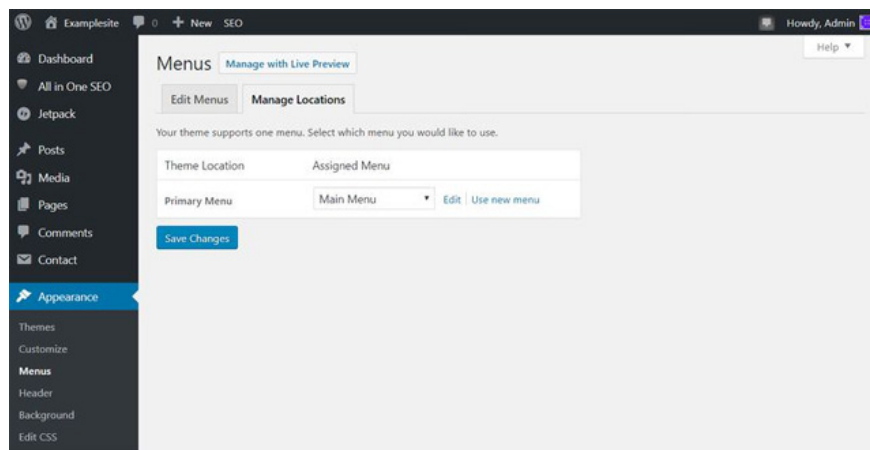 Examplesite 0 + New SEO Howdy, Admin
Help ▼
Dashboard
All in One SEO
Jetpack
Posts
Media
Pages
Comments
Contact
Appearance
Themes
Customize
Menus
Header
Background
Edit CSS
Menus Manage with Live Preview
Edit Menus Manage Locations
Your theme supports one menu. Select which menu you would like to use.
Theme Location Assigned Menu
Primary Menu Main Menu ▼ Edit | Use new menu
Save Changes